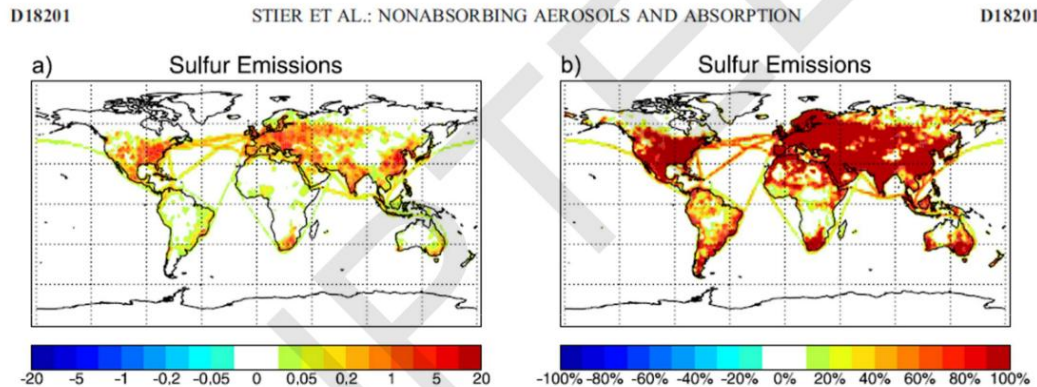 D18201 STIER ET AL.: NONABSORBING AEROSOLS AND ABSORPTION D18201
a) Sulfur Emissions
b) Sulfur Emissions
-20 -5 -1 -0,2 -0,05 0 0,05 0,2 1 5 20
-100% -80% -60% -40% -20% 0% 20% 40% 60% 80% 100%